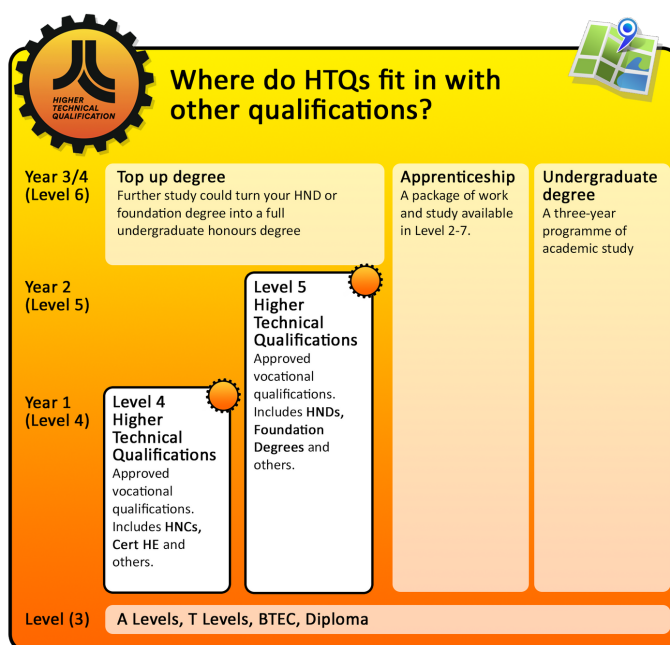 HIGHER
TECHNICAL
QUALIFICATION
Where do HTQs fit in with
other qualifications?
Year 3/4
(Level 6)
Top up degree
Further study could turn your HND or
foundation degree into a full
undergraduate honours degree
Apprenticeship
A package of work
and study available
in Level 2-7.
Undergraduate
degree
A three-year
programme of
academic study
Year 2
(Level 5)
Level 5
Higher
Technical
Qualifications
Approved
vocational
qualifications.
Includes HNDs,
Foundation
Degrees and
others.
Year 1
(Level 4)
Level 4
Higher
Technical
Qualifications
Approved
vocational
qualifications.
Includes HNCs,
Cert HE and
others.
Level (3)
A Levels, T Levels, BTEC, Diploma